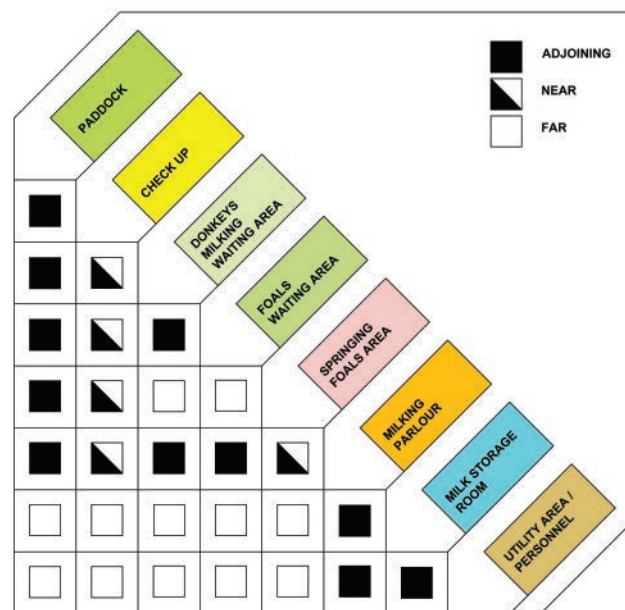 ADJOINING
NEAR
FAR
PADDOCK
CHECK UP
DONKEYS
MILKING
WAITING AREA
FOALS
WAITING AREA
SPRINGING
FOALS AREA
MILKING
PARLOUR
MILK STORAGE
ROOM
UTILITY AREA /
PERSONNEL